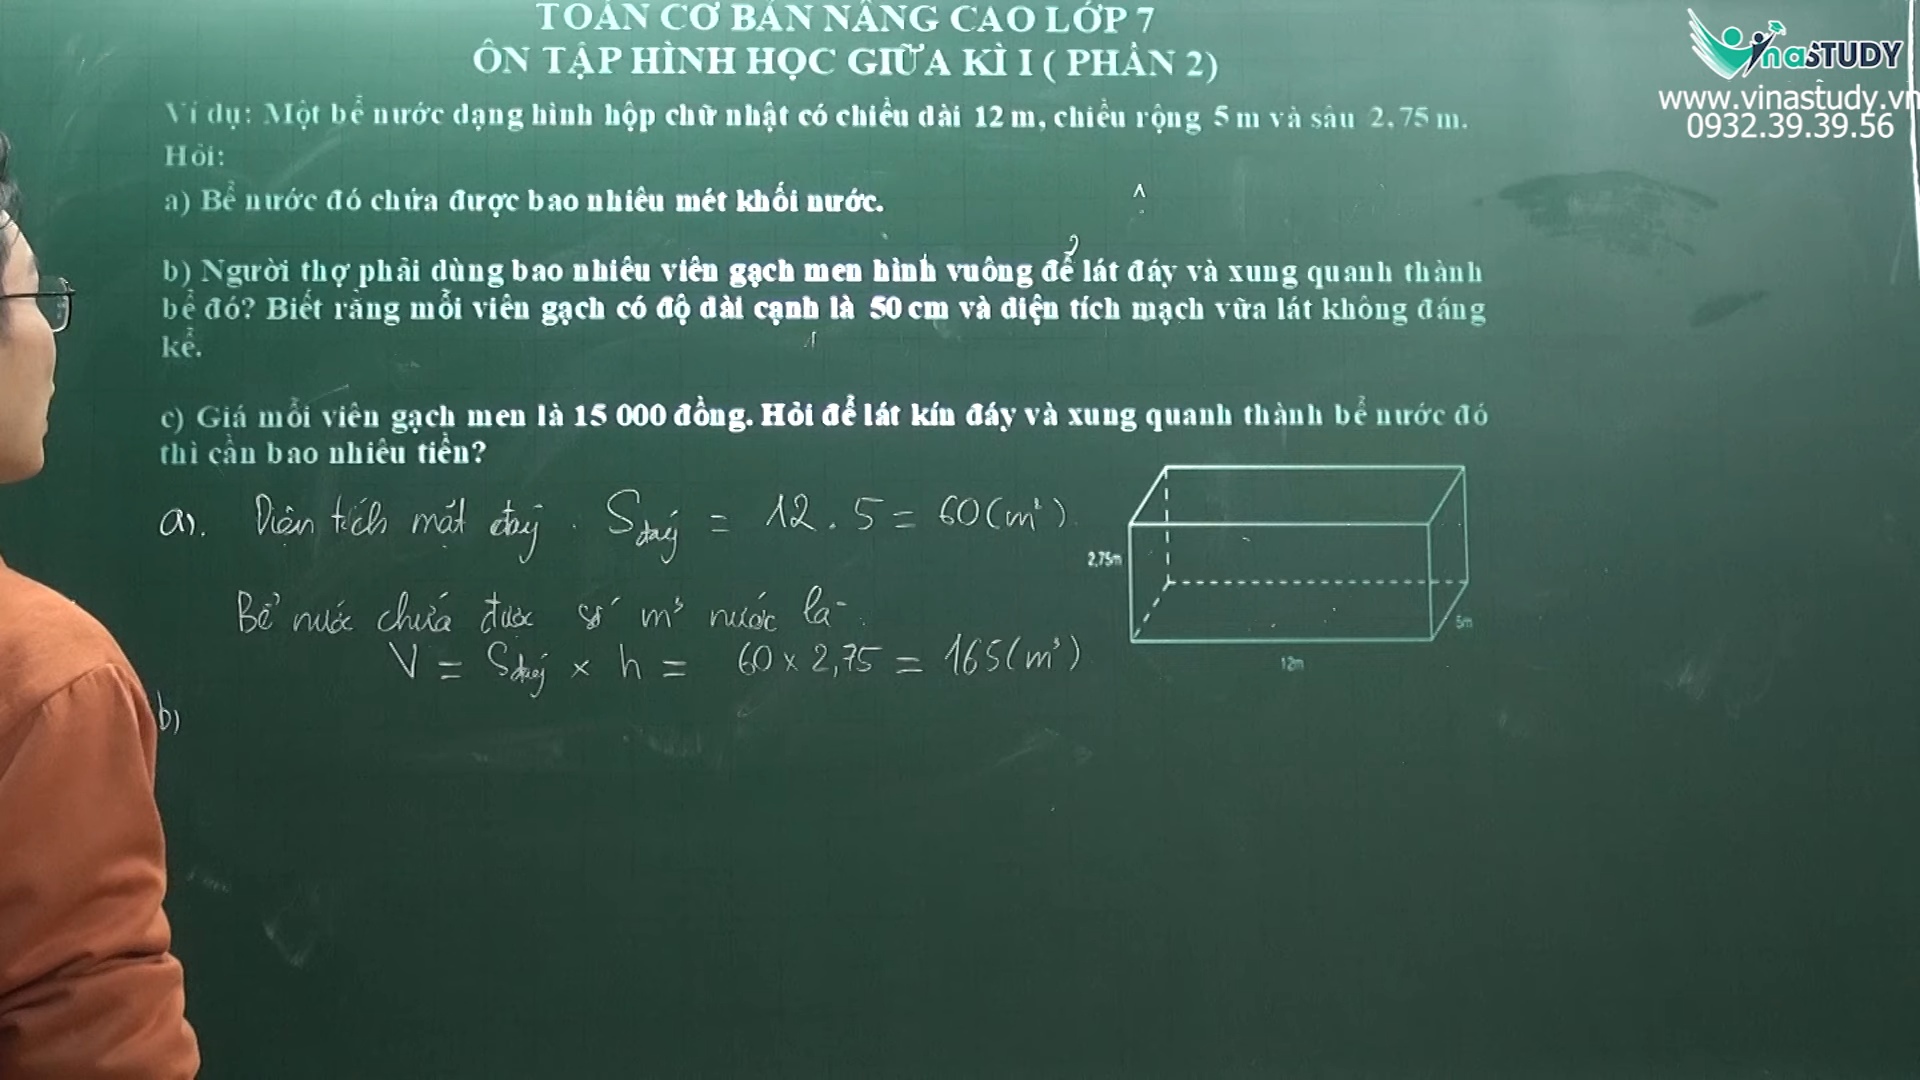 TOÁN CƠ BẢN NÂNG CAO LỚP 7
ÔN TẬP HÌNH HỌC GIỮA KÌ I ( PHẦN 2)
VinaSTUDY
www.vinastudy.vn
0932.39.39.56
Ví dụ: Một bể nước dạng hình hộp chữ nhật có chiều dài 12 m, chiều rộng 5 m và sâu 2,75 m.
Hỏi:
a) Bể nước đó chứa được bao nhiêu mét khối nước.
b) Người thợ phải dùng bao nhiêu viên gạch men hình vuông để lát đáy và xung quanh thành
bể đó? Biết rằng mỗi viên gạch có độ dài cạnh là 50 cm và diện tích mạch vữa lát không đáng
kể.
c) Giá mỗi viên gạch men là 15 000 đồng. Hỏi để lát kín đáy và xung quanh thành bể nước đó
thì cần bao nhiêu tiền?
a). Diện tích mặt đáy. S đáy = 12 . 5 = 60 (m²)
Bể nước chứa được số m³ nước là:
V = S đáy × h = 60 × 2,75 = 165 (m³)
b)
2,75m
5m
12m